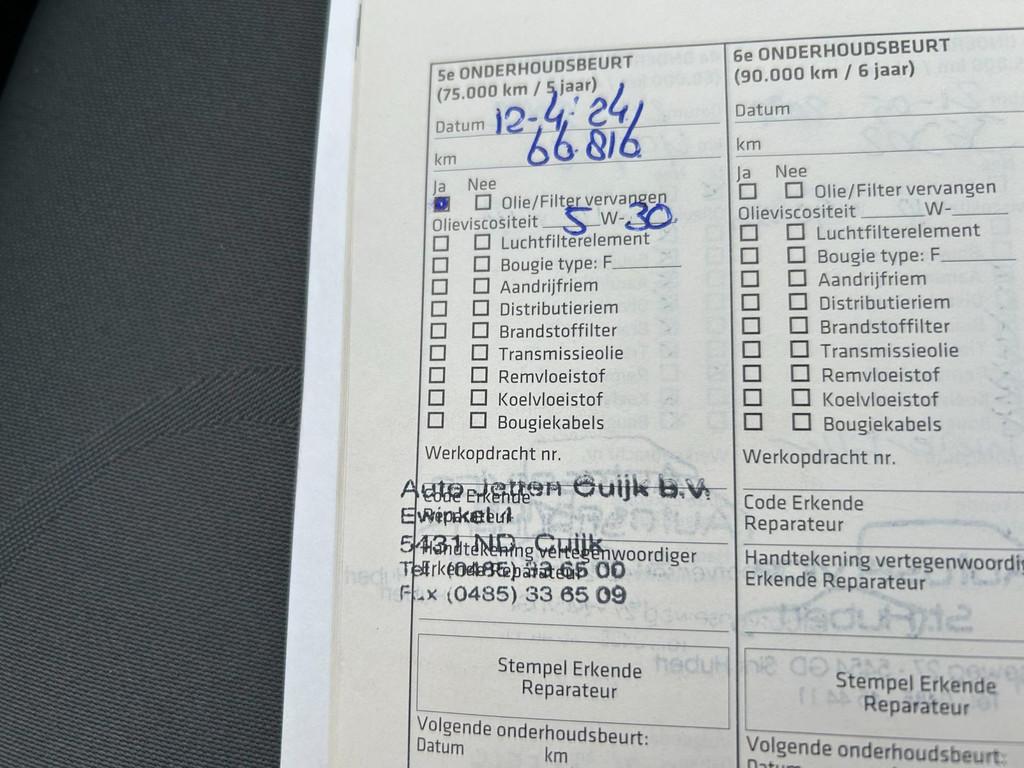 5e ONDERHOUDSBEURT
(75.000 km / 5 jaar)
Datum 12-4-'24
km 66.816
Ja Nee
Olie/Filter vervangen
Olieviscositeit 5 W-30
Luchtfilterelement
Bougie type: F
Aandrijfriem
Distributieriem
Brandstoffilter
Transmissieolie
Remvloeistof
Koelvloeistof
Bougiekabels
Werkopdracht nr.
Auto Jetten Cuijk b.v.
Code Erkende
Ewinkel 1
Reparateur
5431 ND Cuijk
Handtekening vertegenwoordiger
Tel. (0485) 33 65 00
Erkende Reparateur
Fax (0485) 33 65 09
Stempel Erkende
Reparateur
Volgende onderhoudsbeurt:
Datum km
6e ONDERHOUDSBEURT
(90.000 km / 6 jaar)
Datum
km
Ja Nee
Olie/Filter vervangen
Olieviscositeit W-
Luchtfilterelement
Bougie type: F
Aandrijfriem
Distributieriem
Brandstoffilter
Transmissieolie
Remvloeistof
Koelvloeistof
Bougiekabels
Werkopdracht nr.
Code Erkende
Reparateur
Handtekening vertegenwoordi
Erkende Reparateur
Stempel Erkende
Reparateur
Volgende onderhoudsbeurt:
Datum